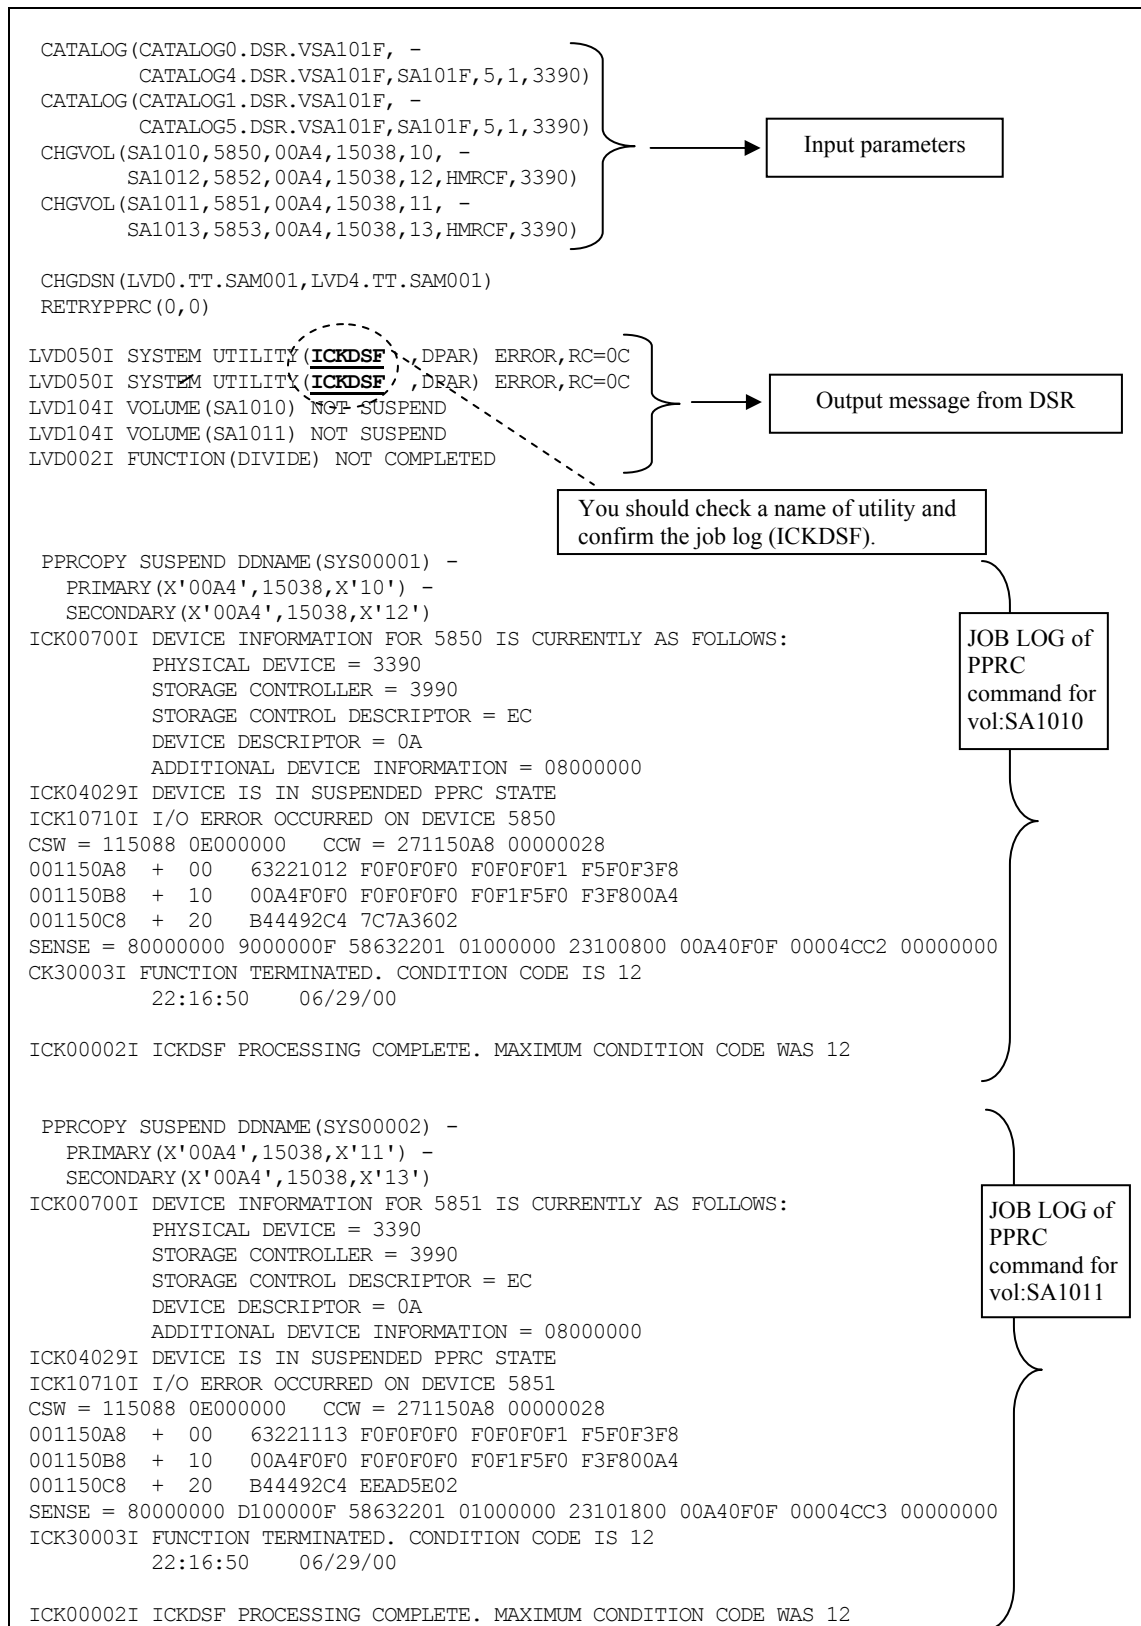 CATALOG(CATALOG0.DSR.VSA101F, -
CATALOG4.DSR.VSA101F,SA101F,5,1,3390)
CATALOG(CATALOG1.DSR.VSA101F, -
CATALOG5.DSR.VSA101F,SA101F,5,1,3390)
CHGVOL(SA1010,5850,00A4,15038,10, -
SA1012,5852,00A4,15038,12,HMRCF,3390)
CHGVOL(SA1011,5851,00A4,15038,11, -
SA1013,5853,00A4,15038,13,HMRCF,3390)
Input parameters
CHGDSN(LVD0.TT.SAM001,LVD4.TT.SAM001)
RETRYPPRC(0,0)
LVD050I SYSTEM UTILITY(ICKDSF  ,DPAR) ERROR,RC=0C
LVD050I SYSTEM UTILITY(ICKDSF  ,DPAR) ERROR,RC=0C
LVD104I VOLUME(SA1010) NOT SUSPEND
LVD104I VOLUME(SA1011) NOT SUSPEND
LVD002I FUNCTION(DIVIDE) NOT COMPLETED
Output message from DSR
You should check a name of utility and
confirm the job log (ICKDSF).
PPRCOPY SUSPEND DDNAME(SYS00001) -
PRIMARY(X'00A4',15038,X'10') -
SECONDARY(X'00A4',15038,X'12')
ICK00700I DEVICE INFORMATION FOR 5850 IS CURRENTLY AS FOLLOWS:
PHYSICAL DEVICE = 3390
STORAGE CONTROLLER = 3990
STORAGE CONTROL DESCRIPTOR = EC
DEVICE DESCRIPTOR = 0A
ADDITIONAL DEVICE INFORMATION = 08000000
ICK04029I DEVICE IS IN SUSPENDED PPRC STATE
ICK10710I I/O ERROR OCCURRED ON DEVICE 5850
CSW = 115088 0E000000   CCW = 271150A8 00000028
001150A8  +  00   63221012 F0F0F0F0 F0F0F0F1 F5F0F3F8
001150B8  +  10   00A4F0F0 F0F0F0F0 F0F1F5F0 F3F800A4
001150C8  +  20   B44492C4 7C7A3602
SENSE = 80000000 9000000F 58632201 01000000 23100800 00A40F0F 00004CC2 00000000
CK30003I FUNCTION TERMINATED. CONDITION CODE IS 12
22:16:50    06/29/00
ICK00002I ICKDSF PROCESSING COMPLETE. MAXIMUM CONDITION CODE WAS 12
JOB LOG of
PPRC
command for
vol:SA1010
PPRCOPY SUSPEND DDNAME(SYS00002) -
PRIMARY(X'00A4',15038,X'11') -
SECONDARY(X'00A4',15038,X'13')
ICK00700I DEVICE INFORMATION FOR 5851 IS CURRENTLY AS FOLLOWS:
PHYSICAL DEVICE = 3390
STORAGE CONTROLLER = 3990
STORAGE CONTROL DESCRIPTOR = EC
DEVICE DESCRIPTOR = 0A
ADDITIONAL DEVICE INFORMATION = 08000000
ICK04029I DEVICE IS IN SUSPENDED PPRC STATE
ICK10710I I/O ERROR OCCURRED ON DEVICE 5851
CSW = 115088 0E000000   CCW = 271150A8 00000028
001150A8  +  00   63221113 F0F0F0F0 F0F0F0F1 F5F0F3F8
001150B8  +  10   00A4F0F0 F0F0F0F0 F0F1F5F0 F3F800A4
001150C8  +  20   B44492C4 EEAD5E02
SENSE = 80000000 D100000F 58632201 01000000 23101800 00A40F0F 00004CC3 00000000
ICK30003I FUNCTION TERMINATED. CONDITION CODE IS 12
22:16:50    06/29/00
ICK00002I ICKDSF PROCESSING COMPLETE. MAXIMUM CONDITION CODE WAS 12
JOB LOG of
PPRC
command for
vol:SA1011